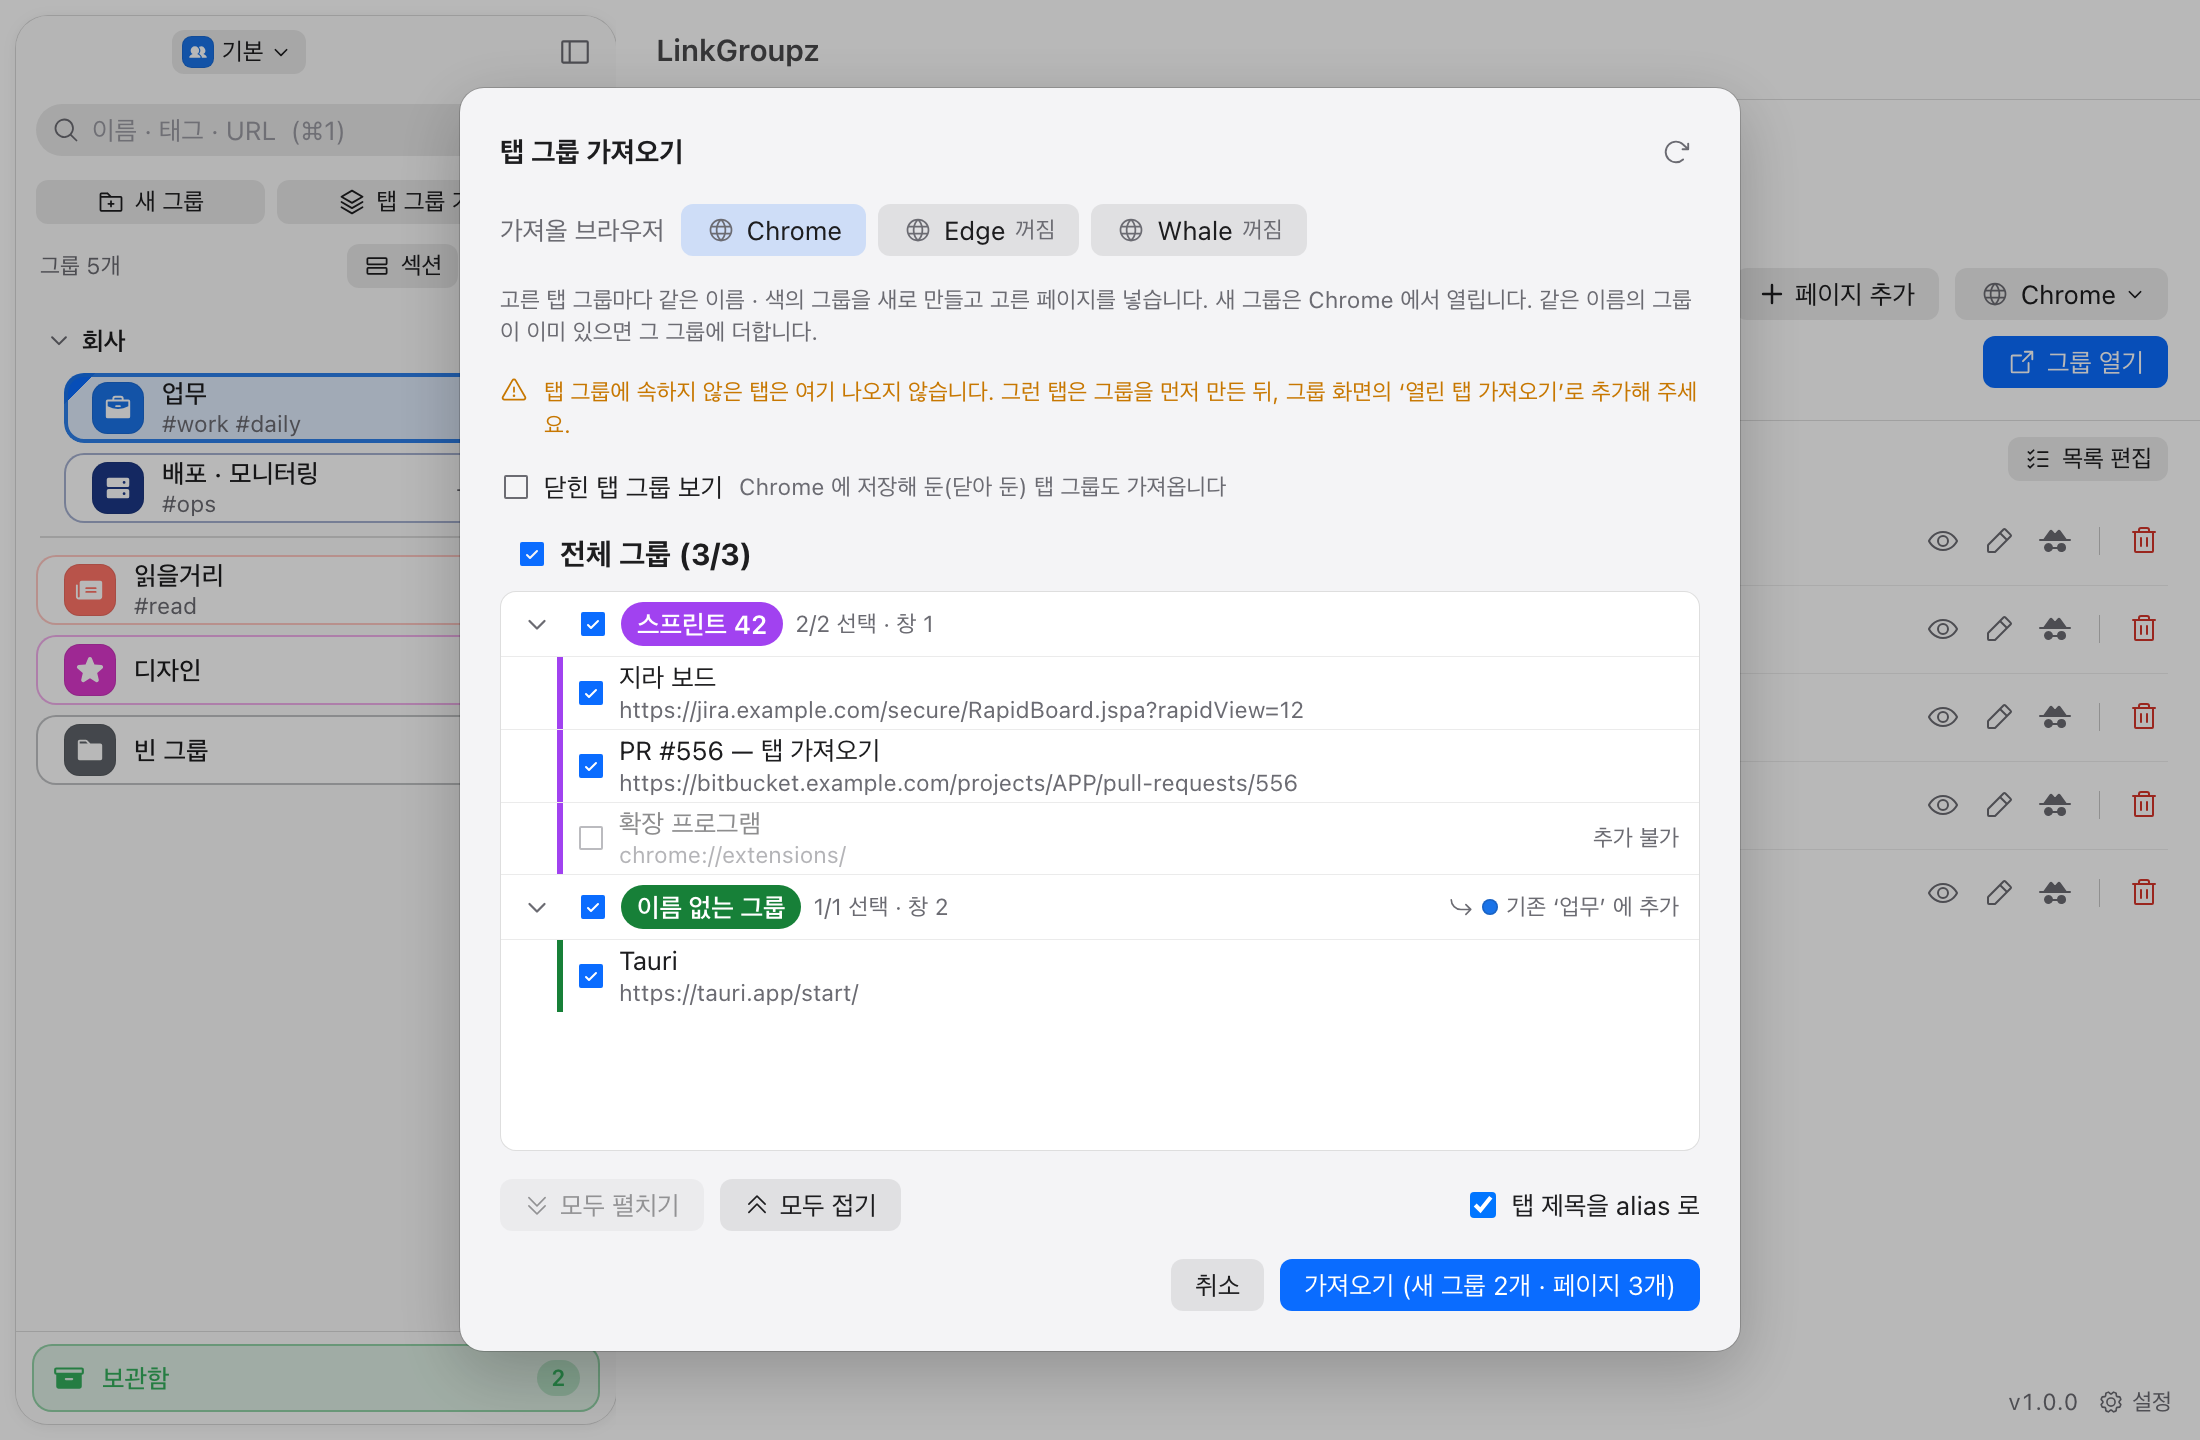 기본
LinkGroupz
이름 · 태그 · URL (⌘1)
새 그룹
탭 그룹
그룹 5개
섹션
회사
업무
#work #daily
배포 · 모니터링
#ops
읽을거리
#read
디자인
빈 그룹
보관함
2
탭 그룹 가져오기
가져올 브라우저
Chrome
Edge 꺼짐
Whale 꺼짐
고른 탭 그룹마다 같은 이름 · 색의 그룹을 새로 만들고 고른 페이지를 넣습니다. 새 그룹은 Chrome 에서 열립니다. 같은 이름의 그룹
이 이미 있으면 그 그룹에 더합니다.
탭 그룹에 속하지 않은 탭은 여기 나오지 않습니다. 그런 탭은 그룹을 먼저 만든 뒤, 그룹 화면의 ‘열린 탭 가져오기’로 추가해 주세
요.
닫힌 탭 그룹 보기 Chrome 에 저장해 둔(닫아 둔) 탭 그룹도 가져옵니다
전체 그룹 (3/3)
스프린트 42 2/2 선택 · 창 1
지라 보드
https://jira.example.com/secure/RapidBoard.jspa?rapidView=12
PR #556 — 탭 가져오기
https://bitbucket.example.com/projects/APP/pull-requests/556
확장 프로그램
chrome://extensions/
추가 불가
이름 없는 그룹 1/1 선택 · 창 2
기존 ‘업무’ 에 추가
Tauri
https://tauri.app/start/
모두 펼치기
모두 접기
탭 제목을 alias 로
취소
가져오기 (새 그룹 2개 · 페이지 3개)
페이지 추가
Chrome
그룹 열기
목록 편집
v1.0.0
설정